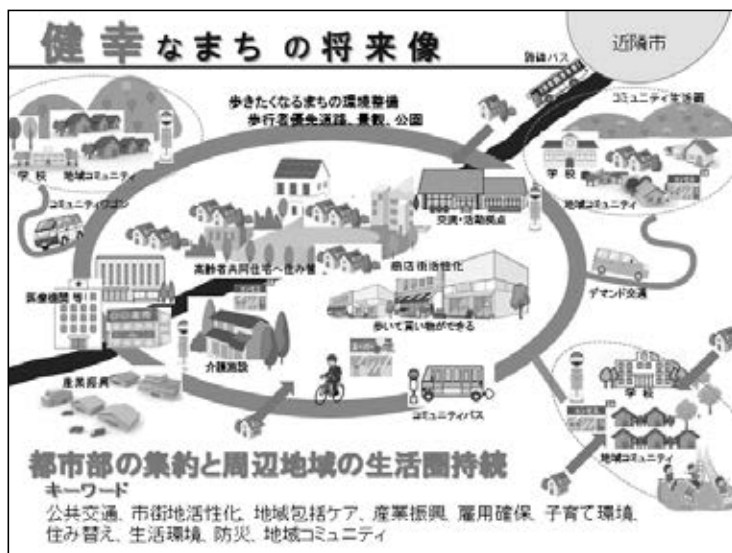 健幸なまちの将来像
路線バス
近隣市
コミュニティ生活圏
歩きたくなるまちの環境整備
歩行者優先道路、景観、公園
学校
地域コミュニティ
学校
地域コミュニティ
コミュニティワゴン
交流・活動拠点
高齢者共同住宅へ住み替
商店街活性化
デマンド交通
医療機関等
歩いて買い物ができる
介護施設
産業振興
コミュニティバス
学校
地域コミュニティ
都市部の集約と周辺地域の生活圏持続
キーワード
公共交通、市街地活性化、地域包括ケア、産業振興、雇用確保、子育て環境、
住み替え、生活環境、防災、地域コミュニティ